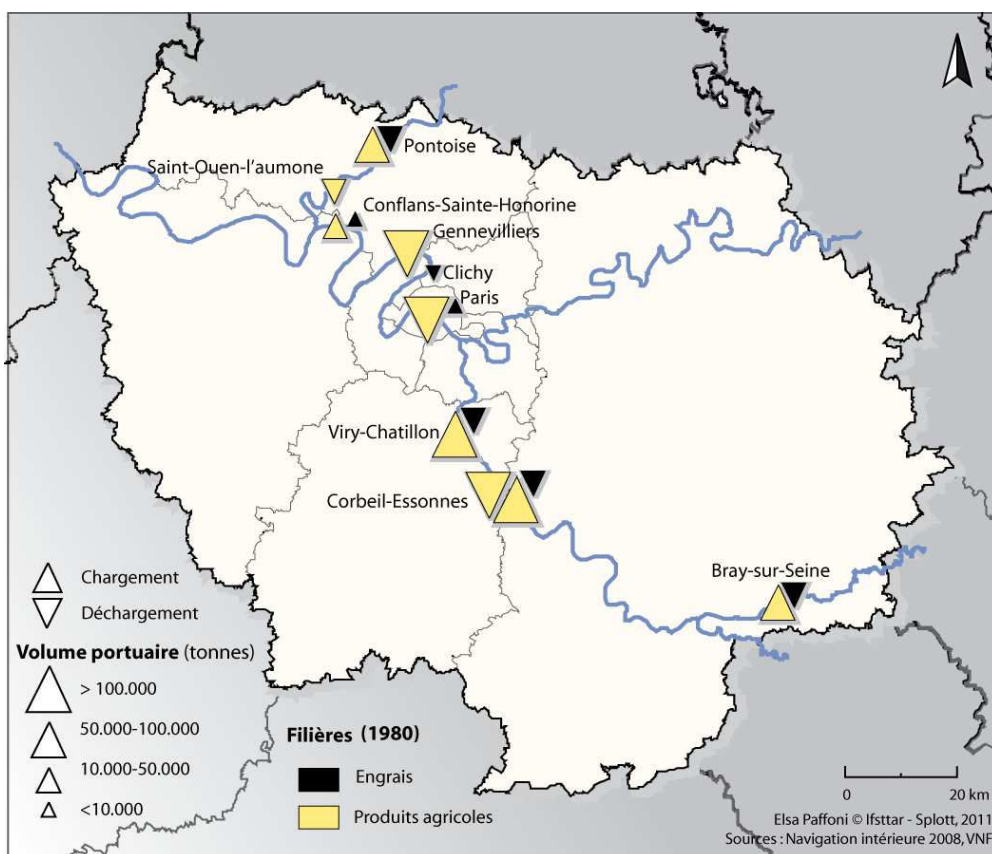 Pontoise
Saint-Ouen-l'aumone
Conflans-Sainte-Honorine
Gennevilliers
Clichy
Paris
Viry-Chatillon
Corbeil-Essonnes
Bray-sur-Seine
Chargement
Déchargement
Volume portuaire (tonnes)
> 100.000
50.000-100.000
10.000-50.000
<10.000
Filières (1980)
Engrais
Produits agricoles
0 20 km
Elsa Paffoni © Ifsttar - Splott, 2011
Sources : Navigation intérieure 2008, VNF